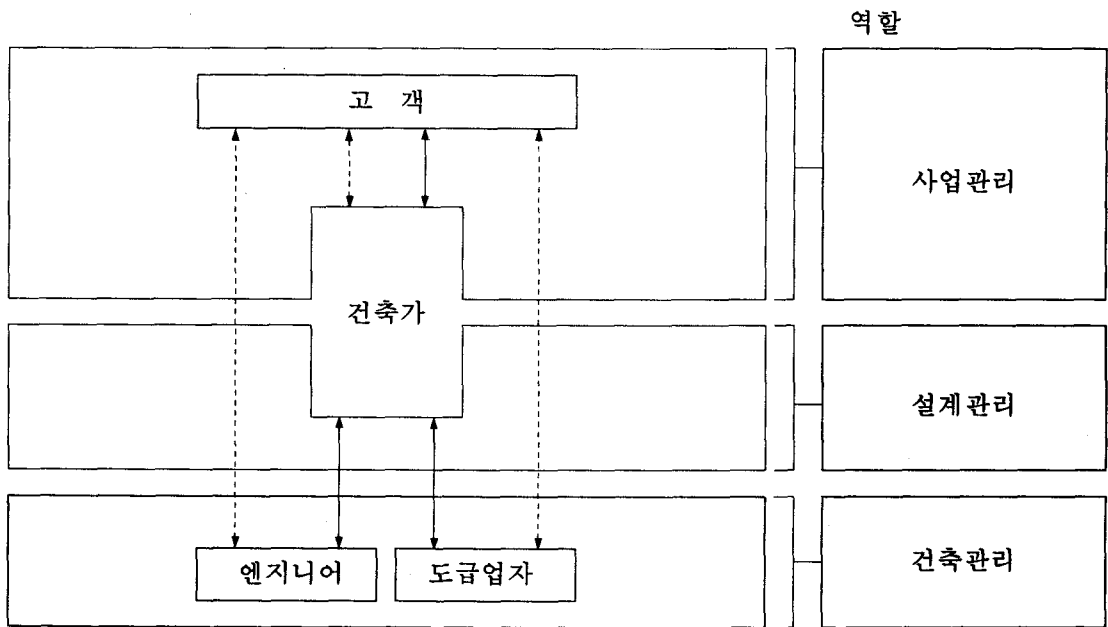 역할
고 객
사업관리
건축가
설계관리
엔지니어
도급업자
건축관리